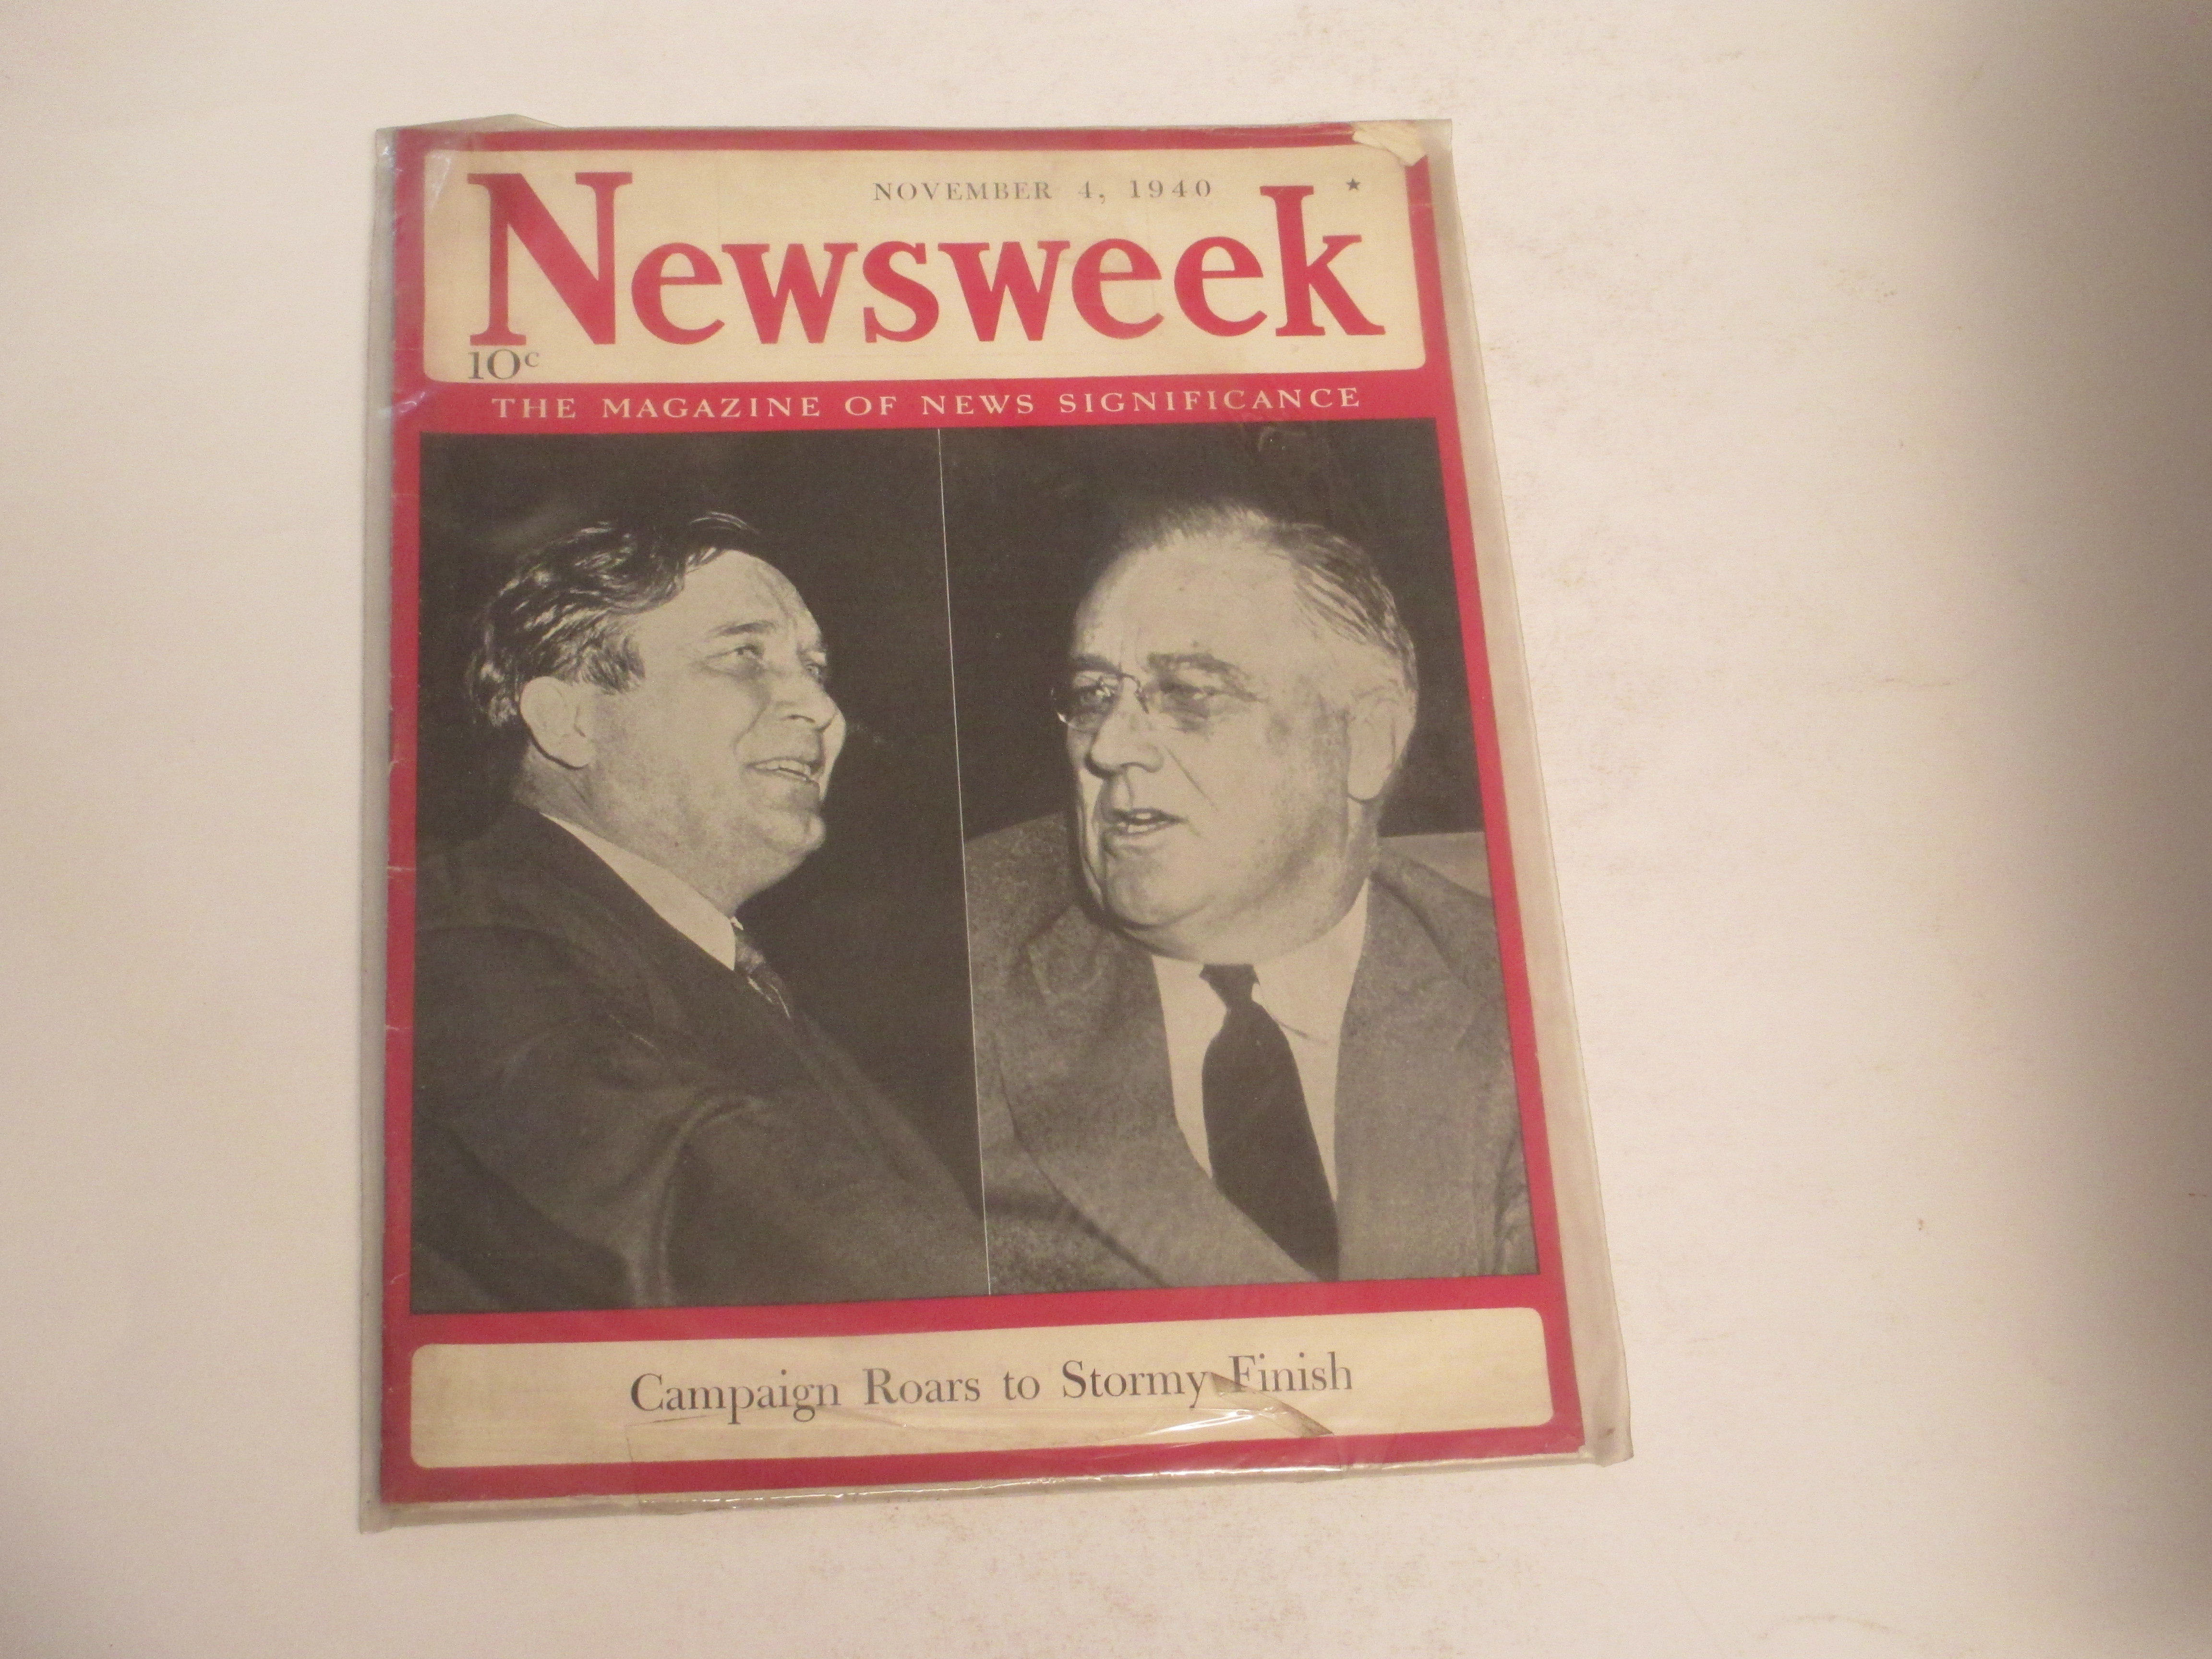 NOVEMBER 4, 1940
Newsweek
10c
THE MAGAZINE OF NEWS SIGNIFICANCE
Campaign Roars to Stormy Finish